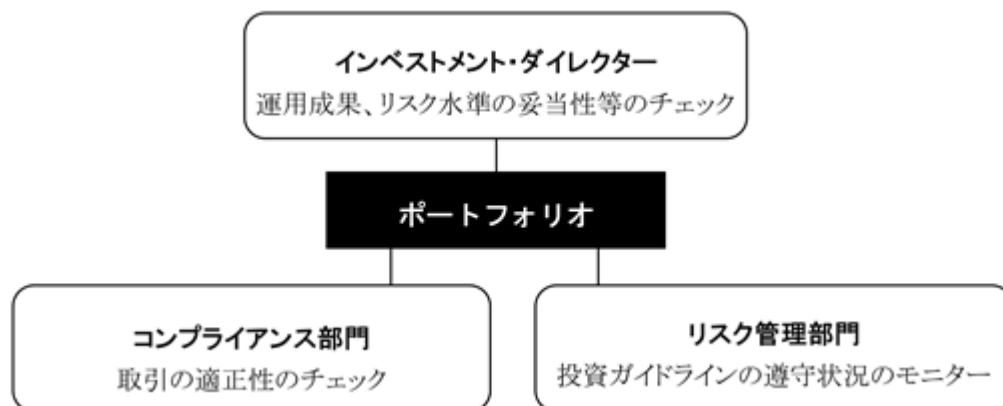 インベストメント・ダイレクター
運用成果、リスク水準の妥当性等のチェック
ポートフォリオ
コンプライアンス部門
取引の適正性のチェック
リスク管理部門
投資ガイドラインの遵守状況のモニター